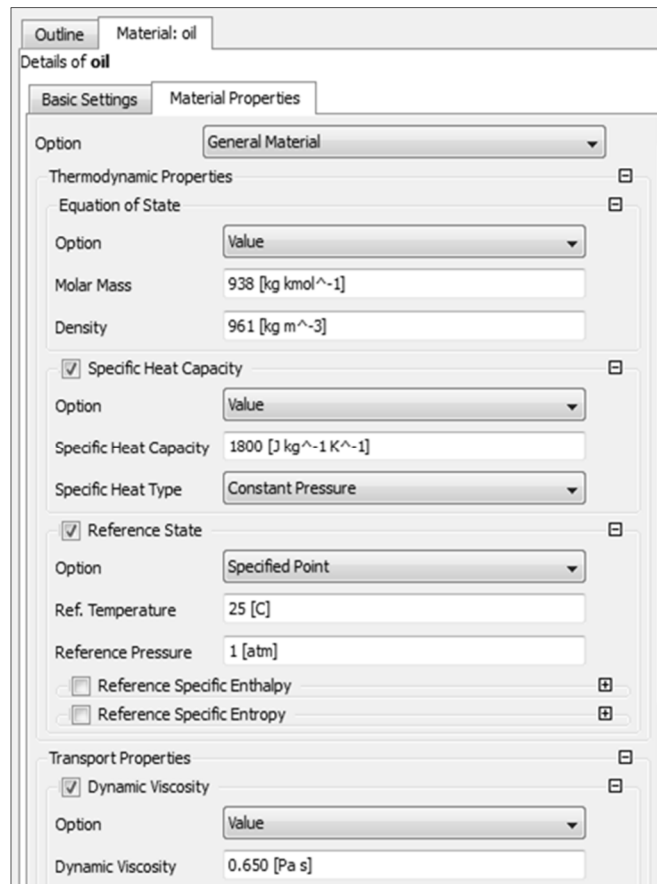 Outline Material: oil
Details of oil
Basic Settings Material Properties
Option General Material
Thermodynamic Properties
Equation of State
Option Value
Molar Mass 938 [kg kmol^-1]
Density 961 [kg m^-3]
Specific Heat Capacity
Option Value
Specific Heat Capacity 1800 [J kg^-1 K^-1]
Specific Heat Type Constant Pressure
Reference State
Option Specified Point
Ref. Temperature 25 [C]
Reference Pressure 1 [atm]
Reference Specific Enthalpy
Reference Specific Entropy
Transport Properties
Dynamic Viscosity
Option Value
Dynamic Viscosity 0.650 [Pa s]